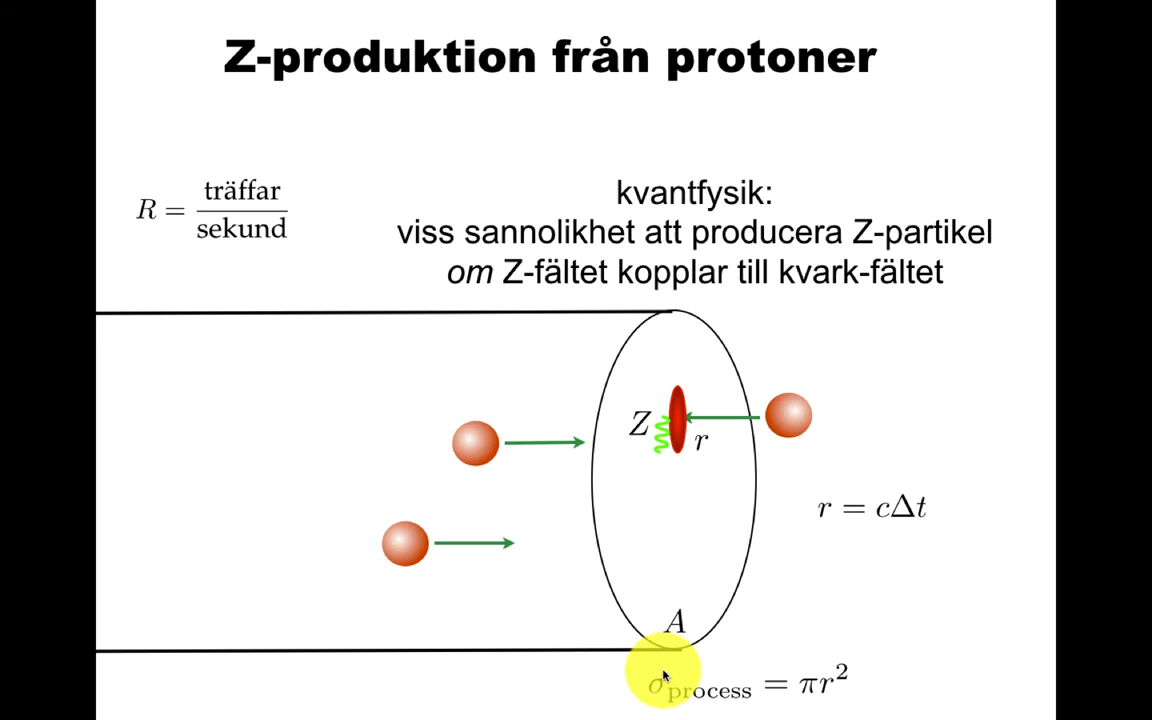 Z-produktion från protoner
R = träffar / sekund
kvantfysik:
viss sannolikhet att producera Z-partikel
om Z-fältet kopplar till kvark-fältet
Z
r
r = cΔt
A
σprocess = πr²